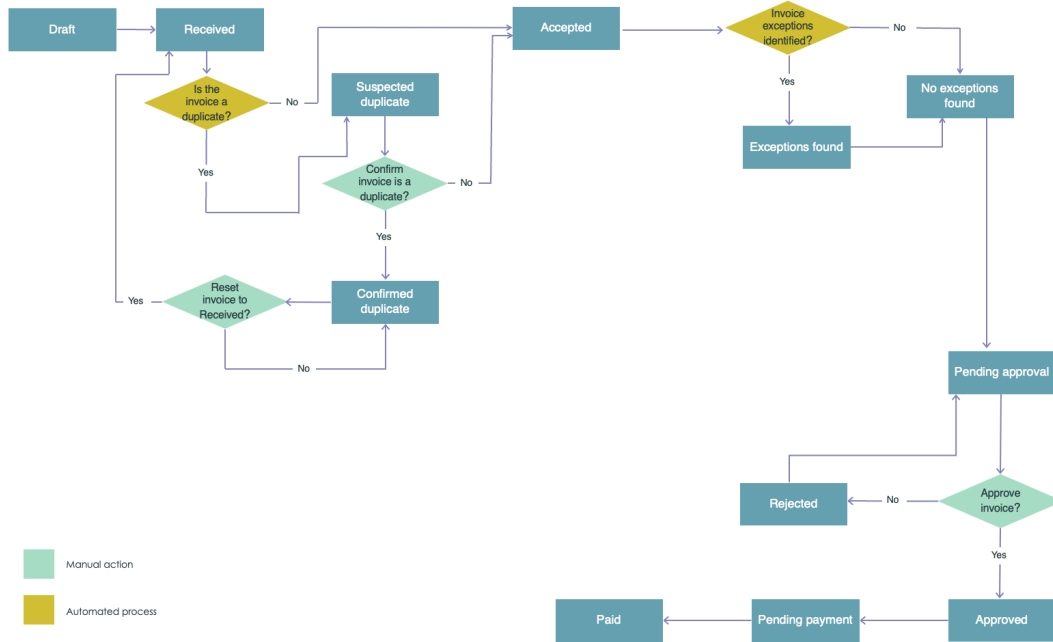 Draft
Received
Accepted
Invoice
exceptions
identified?
No
Is the
invoice a
duplicate?
No
Suspected
duplicate
Yes
No exceptions
found
Exceptions found
Yes
Confirm
invoice is a
duplicate?
No
Yes
Reset
invoice to
Received?
Yes
Confirmed
duplicate
No
Pending approval
Rejected
No
Approve
invoice?
Yes
Manual action
Automated process
Paid
Pending payment
Approved